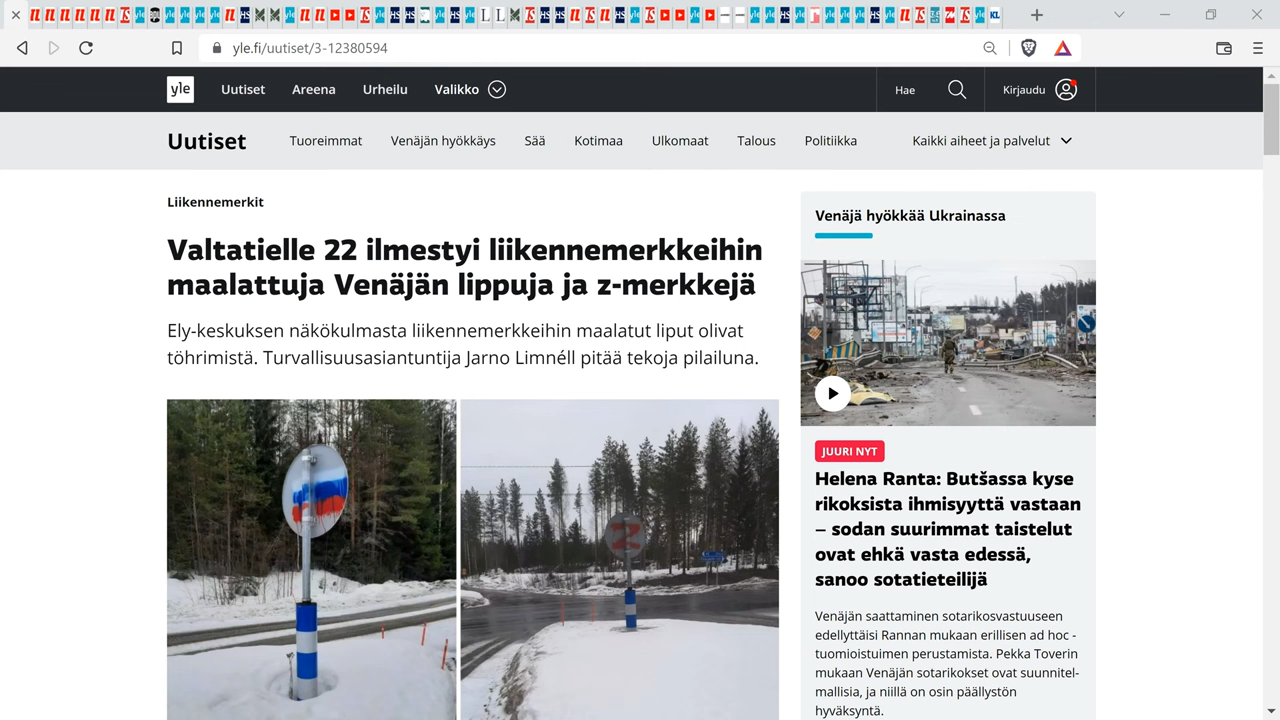 yle.fi/uutiset/3-12380594
yle Uutiset Areena Urheilu Valikko Hae Kirjaudu
Uutiset Tuoreimmat Venäjän hyökkäys Sää Kotimaa Ulkomaat Talous Politiikka Kaikki aiheet ja palvelut
Liikennemerkit
Valtatielle 22 ilmestyi liikennemerkkeihin
maalattuja Venäjän lippuja ja z-merkkejä
Ely-keskuksen näkökulmasta liikennemerkkeihin maalatut liput olivat
töhrimistä. Turvallisuusasiantuntija Jarno Limnéll pitää tekoja pilailuna.
Z
Venäjä hyökkää Ukrainassa
JUURI NYT
Helena Ranta: Butšassa kyse
rikoksista ihmisyyttä vastaan
– sodan suurimmat taistelut
ovat ehkä vasta edessä,
sanoo sotatieteilijä
Venäjän saattaminen sotarikosvastuuseen
edellyttäisi Rannan mukaan erillisen ad hoc -
tuomioistuimen perustamista. Pekka Toverin
mukaan Venäjän sotarikokset ovat suunnitel-
mallisia, ja niillä on osin päällystön
hyväksyntä.